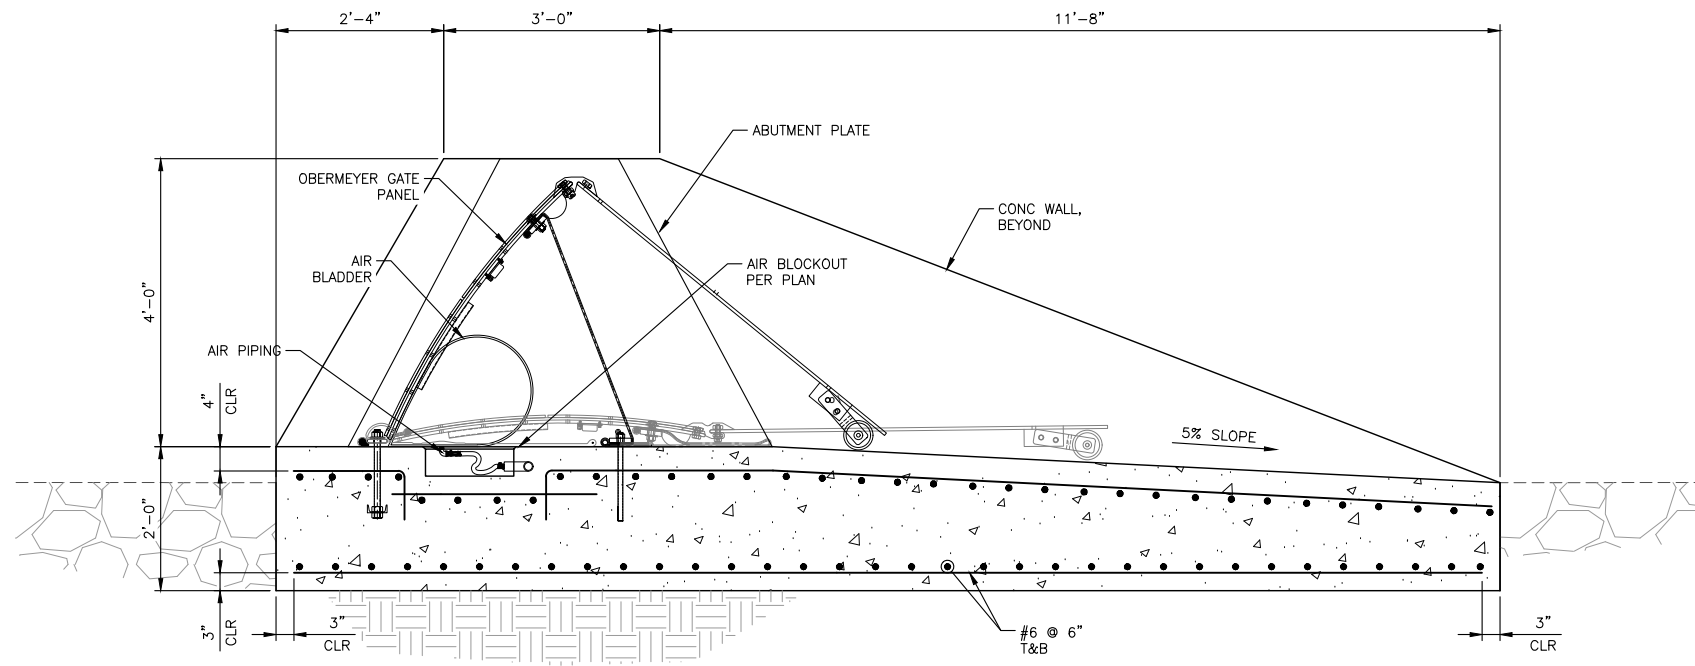 2'-4"
3'-0"
11'-8"
ABUTMENT PLATE
OBERMEYER GATE
PANEL
CONC WALL,
BEYOND
AIR
BLADDER
AIR BLOCKOUT
PER PLAN
4'-0"
AIR PIPING
4"
CLR
5% SLOPE
2'-0"
3"
CLR
3"
CLR
#6 @ 6"
T&B
3"
CLR